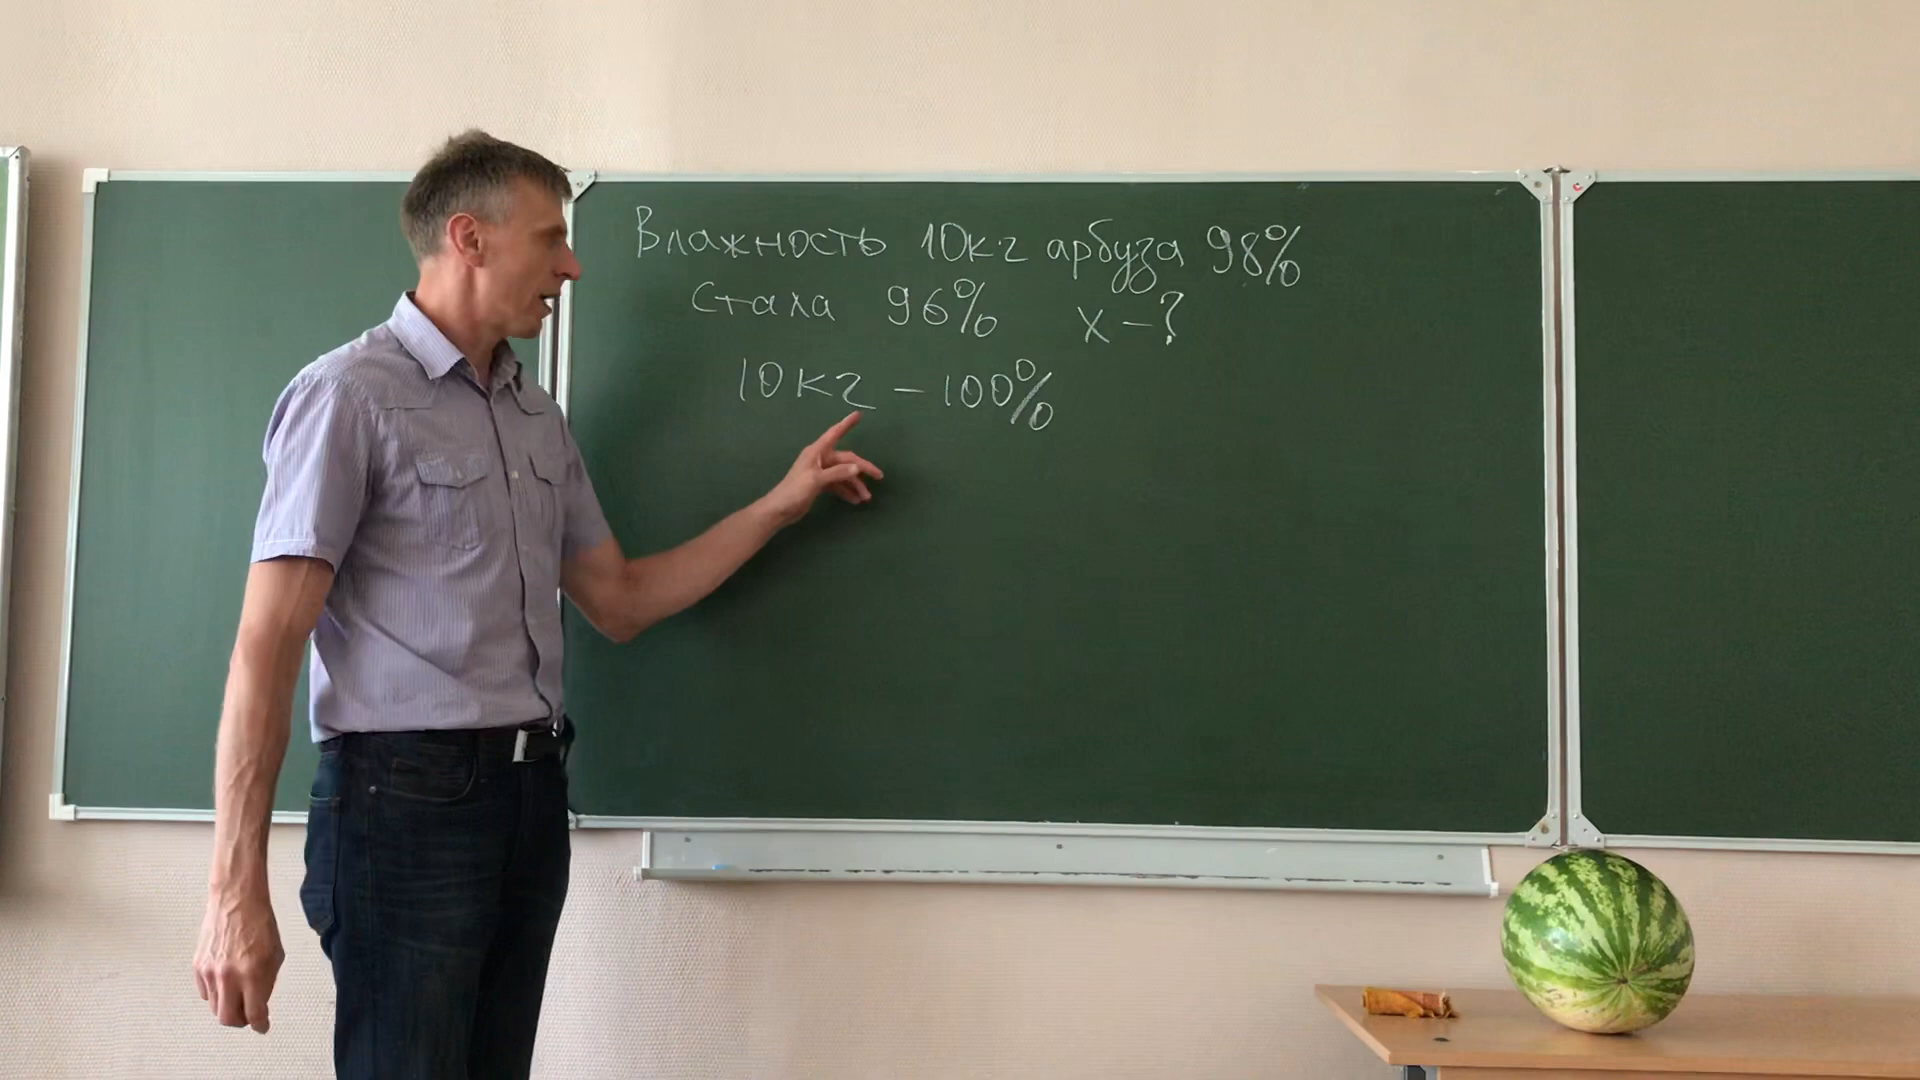 Влажность 10кг арбуза 98%
стала 96% x-?
10кг - 100%